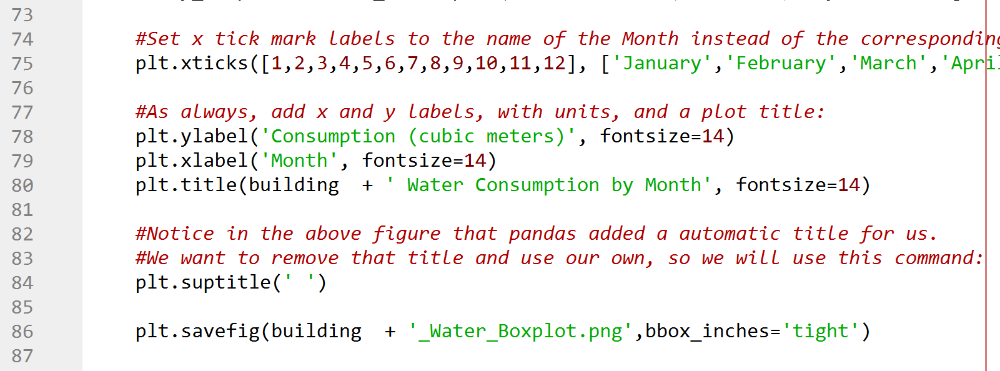 73
74 #Set x tick mark labels to the name of the Month instead of the corresponding
75 plt.xticks([1,2,3,4,5,6,7,8,9,10,11,12], ['January','February','March','April
76
77 #As always, add x and y labels, with units, and a plot title:
78 plt.ylabel('Consumption (cubic meters)', fontsize=14)
79 plt.xlabel('Month', fontsize=14)
80 plt.title(building  + ' Water Consumption by Month', fontsize=14)
81
82 #Notice in the above figure that pandas added a automatic title for us.
83 #We want to remove that title and use our own, so we will use this command:
84 plt.suptitle(' ')
85
86 plt.savefig(building  + '_Water_Boxplot.png',bbox_inches='tight')
87